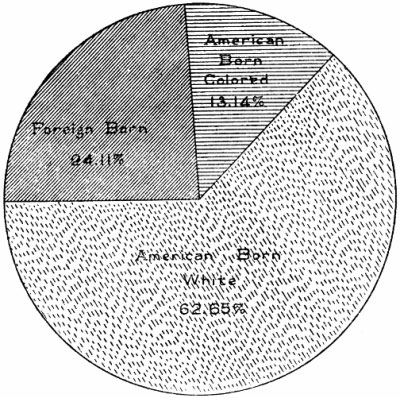 American
Born
Colored
13.14%
Foreign Born
24.11%
American Born
White
62.65%